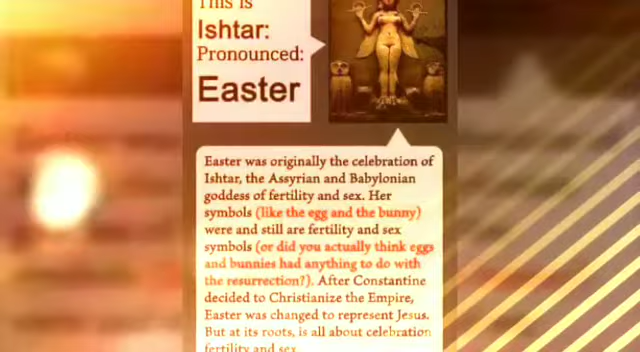 This is
Ishtar:
Pronounced:
Easter
Easter was originally the celebration of
Ishtar, the Assyrian and Babylonian
goddess of fertility and sex. Her
symbols (like the egg and the bunny)
were and still are fertility and sex
symbols (or did you actually think eggs
and bunnies had anything to do with
the resurrection?). After Constantine
decided to Christianize the Empire,
Easter was changed to represent Jesus.
But at its roots, is all about celebration
fertility and sex